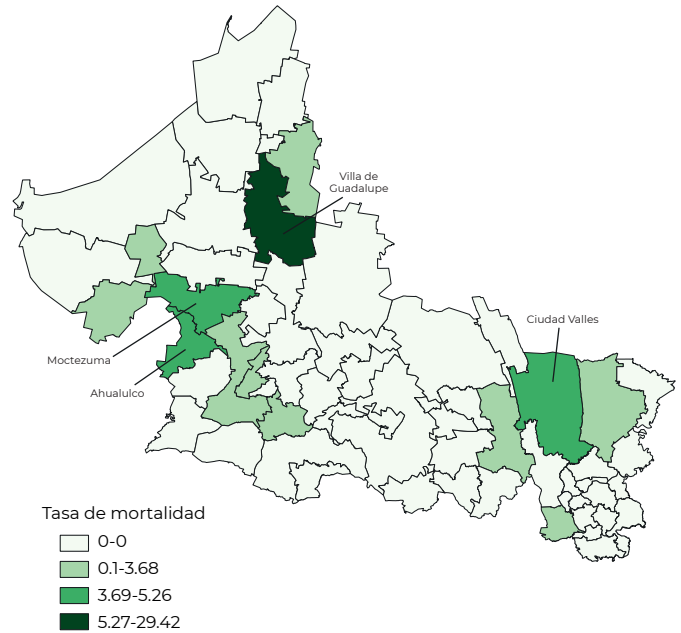 Villa de
Guadalupe
Ciudad Valles
Moctezuma
Ahualulco
Tasa de mortalidad
0-0
0.1-3.68
3.69-5.26
5.27-29.42